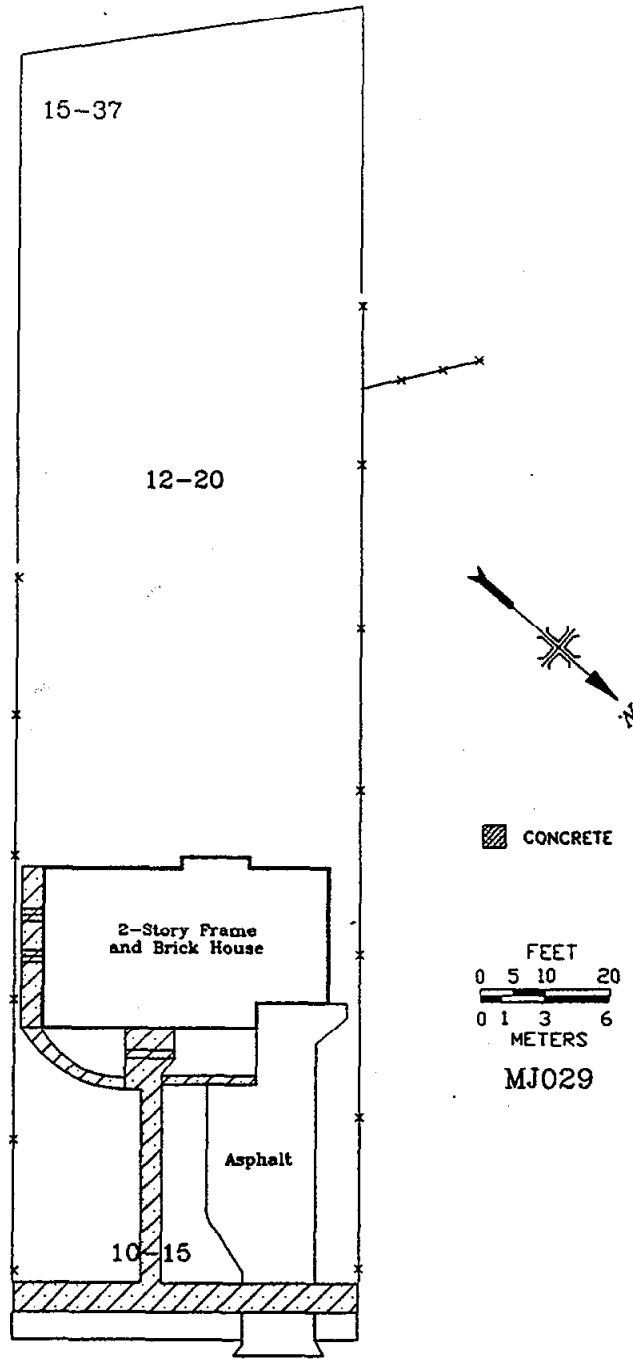 15-37
12-20
N
CONCRETE
2-Story Frame
and Brick House
FEET
0 5 10 20
0 1 3 6
METERS
MJ029
Asphalt
10-15